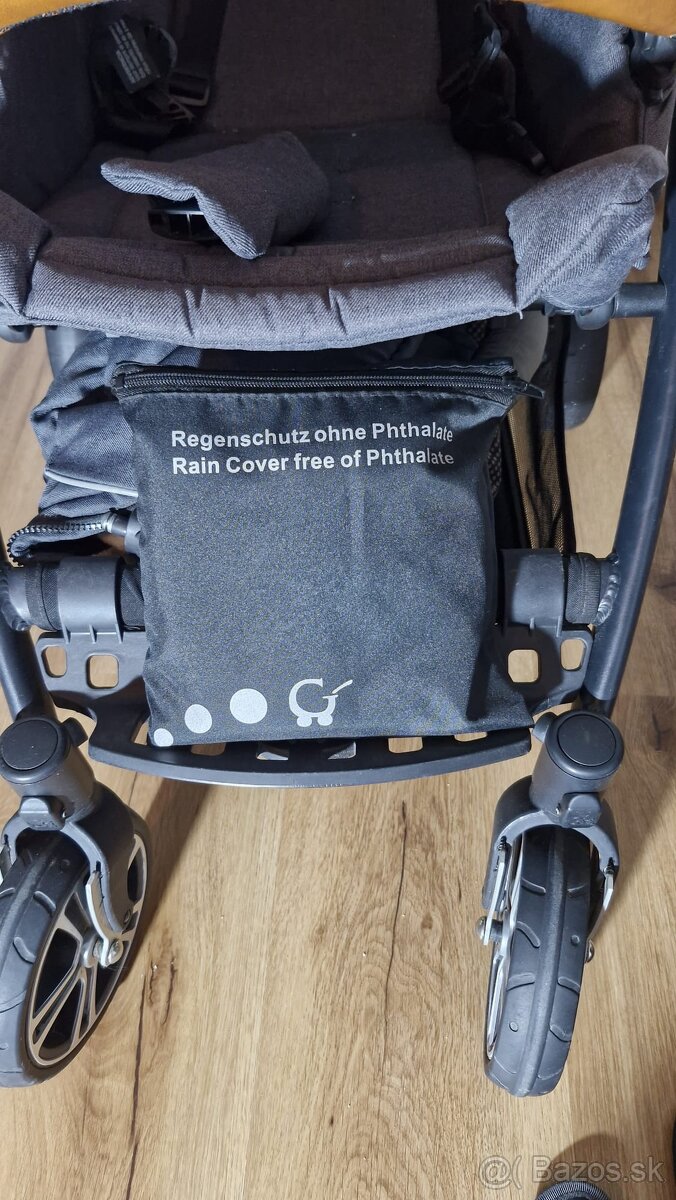 Regenschutz ohne Phthalate
Rain Cover free of Phthalate
@( Bazos.sk